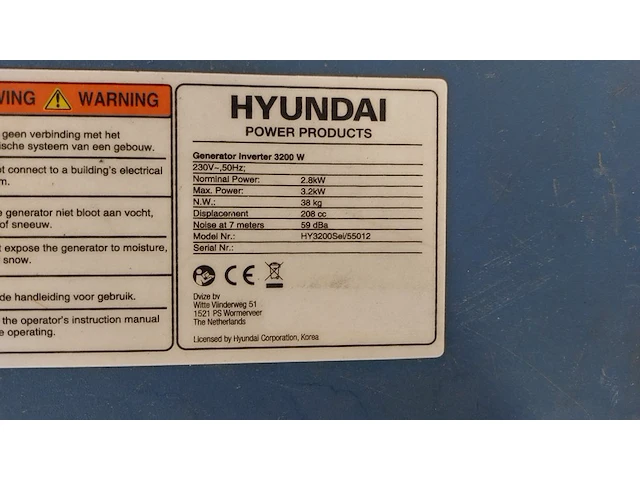 WING ⚠ WARNING
geen verbinding met het
ische systeem van een gebouw.
t connect to a building's electrical
m.
e generator niet bloot aan vocht,
of sneeuw.
t expose the generator to moisture,
snow.
de handleiding voor gebruik.
the operator's instruction manual
e operating.
HYUNDAI
POWER PRODUCTS
Generator Inverter 3200 W
230V~,50Hz;
Norminal Power: 2.8kW
Max. Power: 3.2kW
N.W.: 38 kg
Displacement 208 cc
Noise at 7 meters 59 dBa
Model Nr.: HY3200Sei/55012
Serial Nr.:
CE
Dvize bv
Witte Vlinderweg 51
1521 PS Wormerveer
The Netherlands
Licensed by Hyundai Corporation, Korea